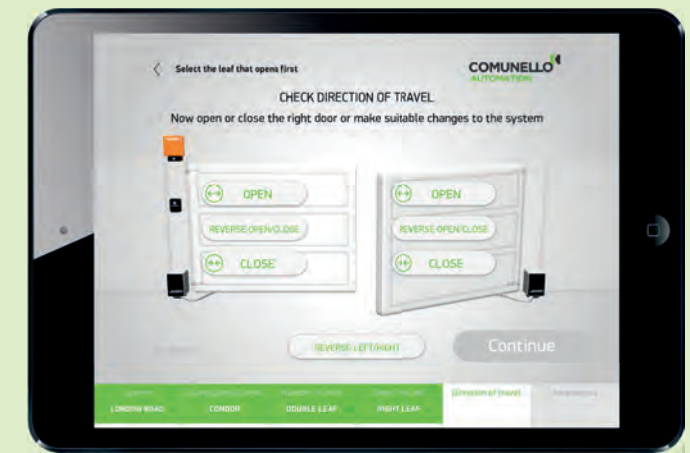 Select the leaf that opens first
COMUNELLO
AUTOMATION
CHECK DIRECTION OF TRAVEL
Now open or close the right door or make suitable changes to the system
OPEN
OPEN
REVERSE OPEN/CLOSE
REVERSE OPEN/CLOSE
CLOSE
CLOSE
REVERSE LEFT/RIGHT
Continue
Direction of travel
LONDON ROAD
CONDOR
DOUBLE LEAF
RIGHT LEAF